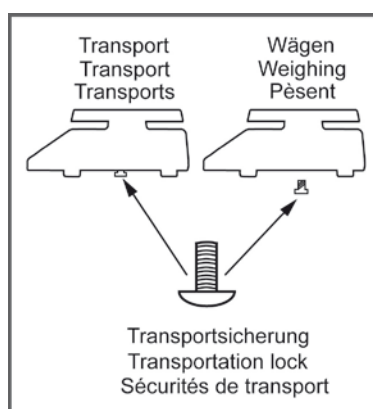 Transport
Transport
Transports
Wägen
Weighing
Pèsent
Transportsicherung
Transportation lock
Sécurités de transport